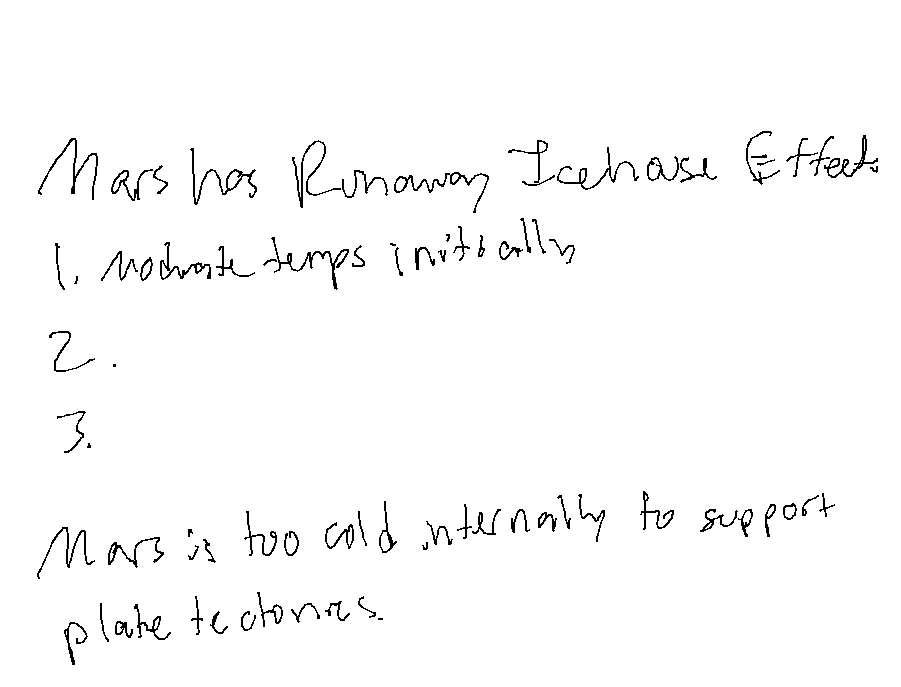 Mars has Runaway Icehouse Effect.
1. Moderate temps initially
2.
3.
Mars is too cold internally to support
plate tectonics.